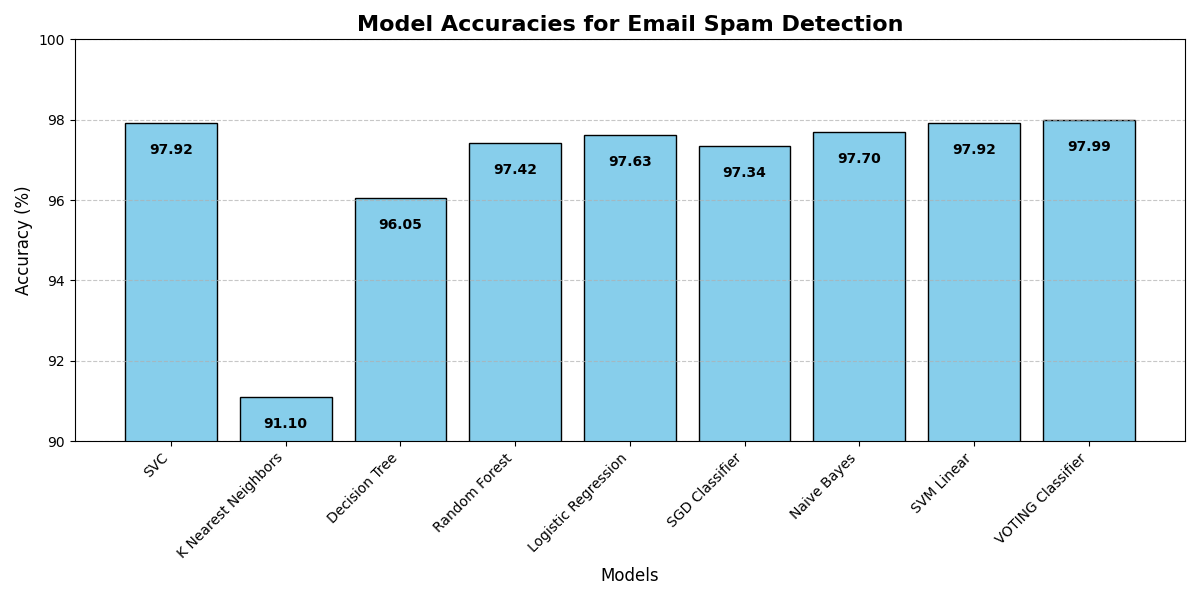 Model Accuracies for Email Spam Detection
Accuracy (%)
100
98
96
94
92
90
97.92
91.10
96.05
97.42
97.63
97.34
97.70
97.92
97.99
SVC
K Nearest Neighbors
Decision Tree
Random Forest
Logistic Regression
SGD Classifier
Naive Bayes
SVM Linear
VOTING Classifier
Models